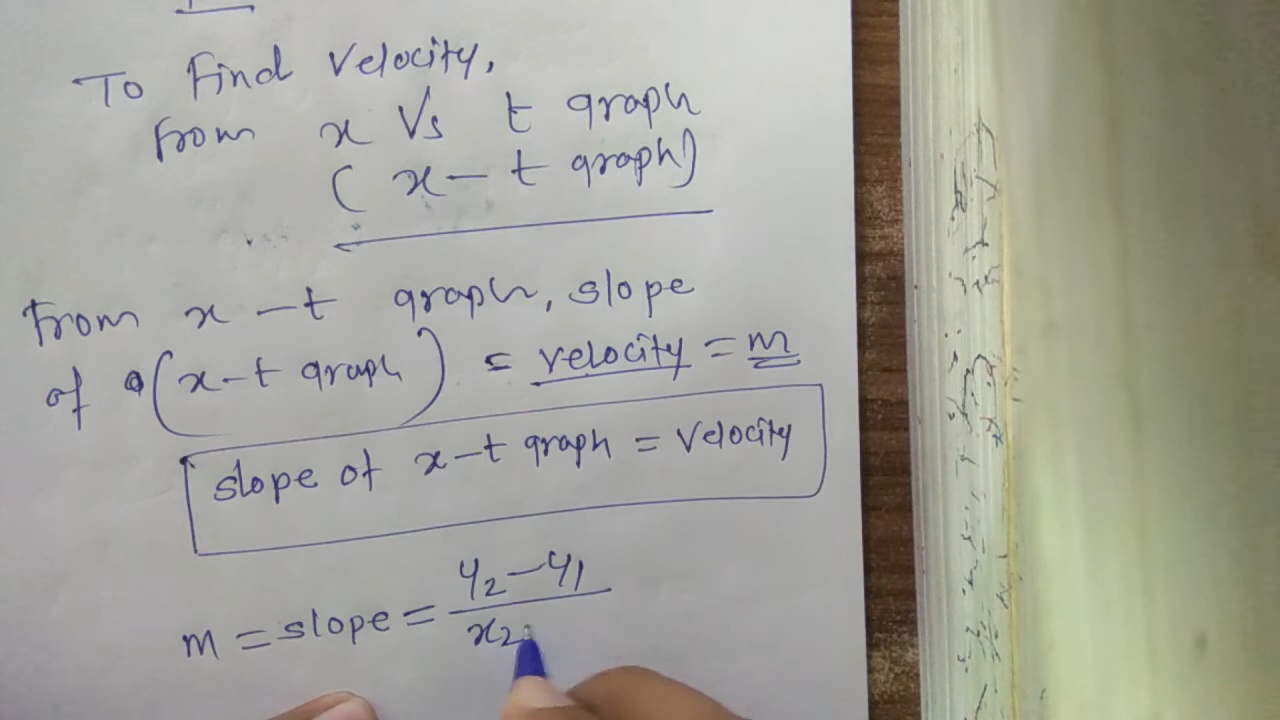 To Find Velocity,
From x Vs t graph
(x-t graph)
From x-t graph, slope
of (x-t graph) = velocity = m
slope of x-t graph = Velocity
m = slope = y2-y1
x2